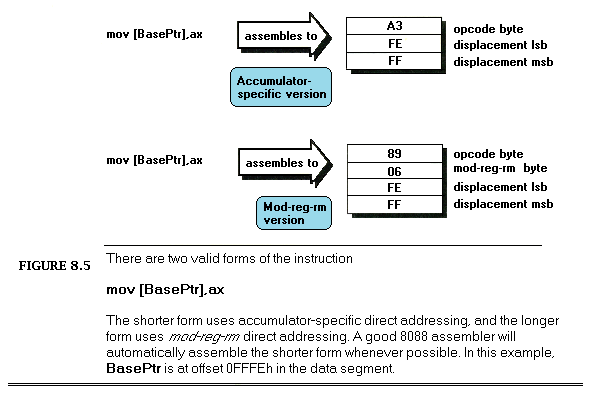 mov [BasePtr],ax
assembles to
A3
opcode byte
FE
displacement lsb
FF
displacement msb
Accumulator-
specific version
mov [BasePtr],ax
assembles to
89
opcode byte
06
mod-reg-rm byte
FE
displacement lsb
FF
displacement msb
Mod-reg-rm
version
FIGURE 8.5
There are two valid forms of the instruction
mov [BasePtr],ax
The shorter form uses accumulator-specific direct addressing, and the longer
form uses mod-reg-rm direct addressing. A good 8088 assembler will
automatically assemble the shorter form whenever possible. In this example,
BasePtr is at offset 0FFFEh in the data segment.